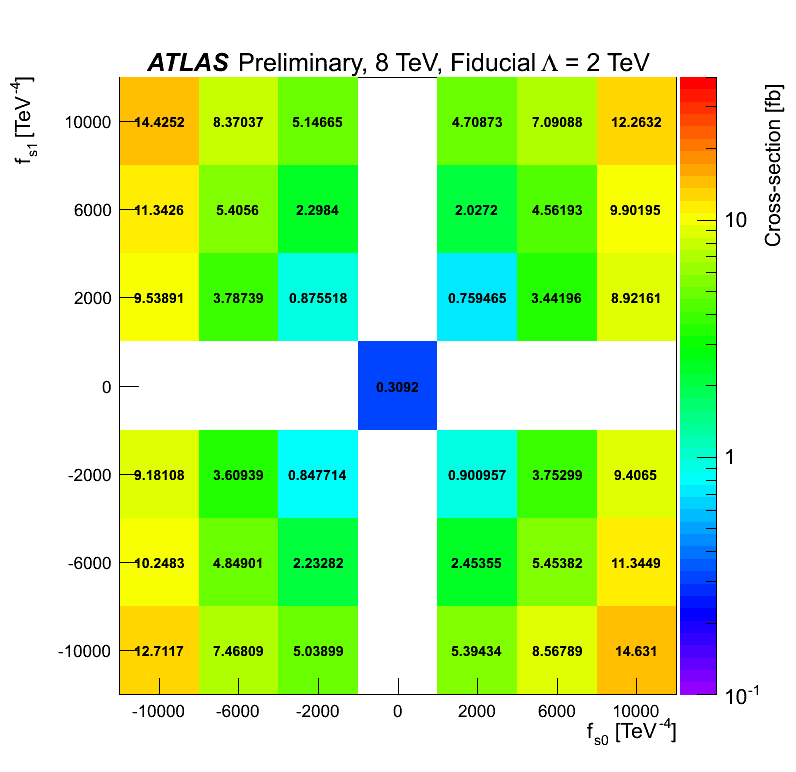 ATLAS Preliminary, 8 TeV, Fiducial Λ = 2 TeV
f_s1 [TeV^-4]
Cross-section [fb]
10000 14.4252 8.37037 5.14665 4.70873 7.09088 12.2632
6000 11.3426 5.4056 2.2984 2.0272 4.56193 9.90195
10
2000 9.53891 3.78739 0.875518 0.759465 3.44196 8.92161
0 0.3092
1
-2000 9.18108 3.60939 0.847714 0.900957 3.75299 9.4065
-6000 10.2483 4.84901 2.23282 2.45355 5.45382 11.3449
-10000 12.7117 7.46809 5.03899 5.39434 8.56789 14.631
10^-1
-10000 -6000 -2000 0 2000 6000 10000
f_s0 [TeV^-4]